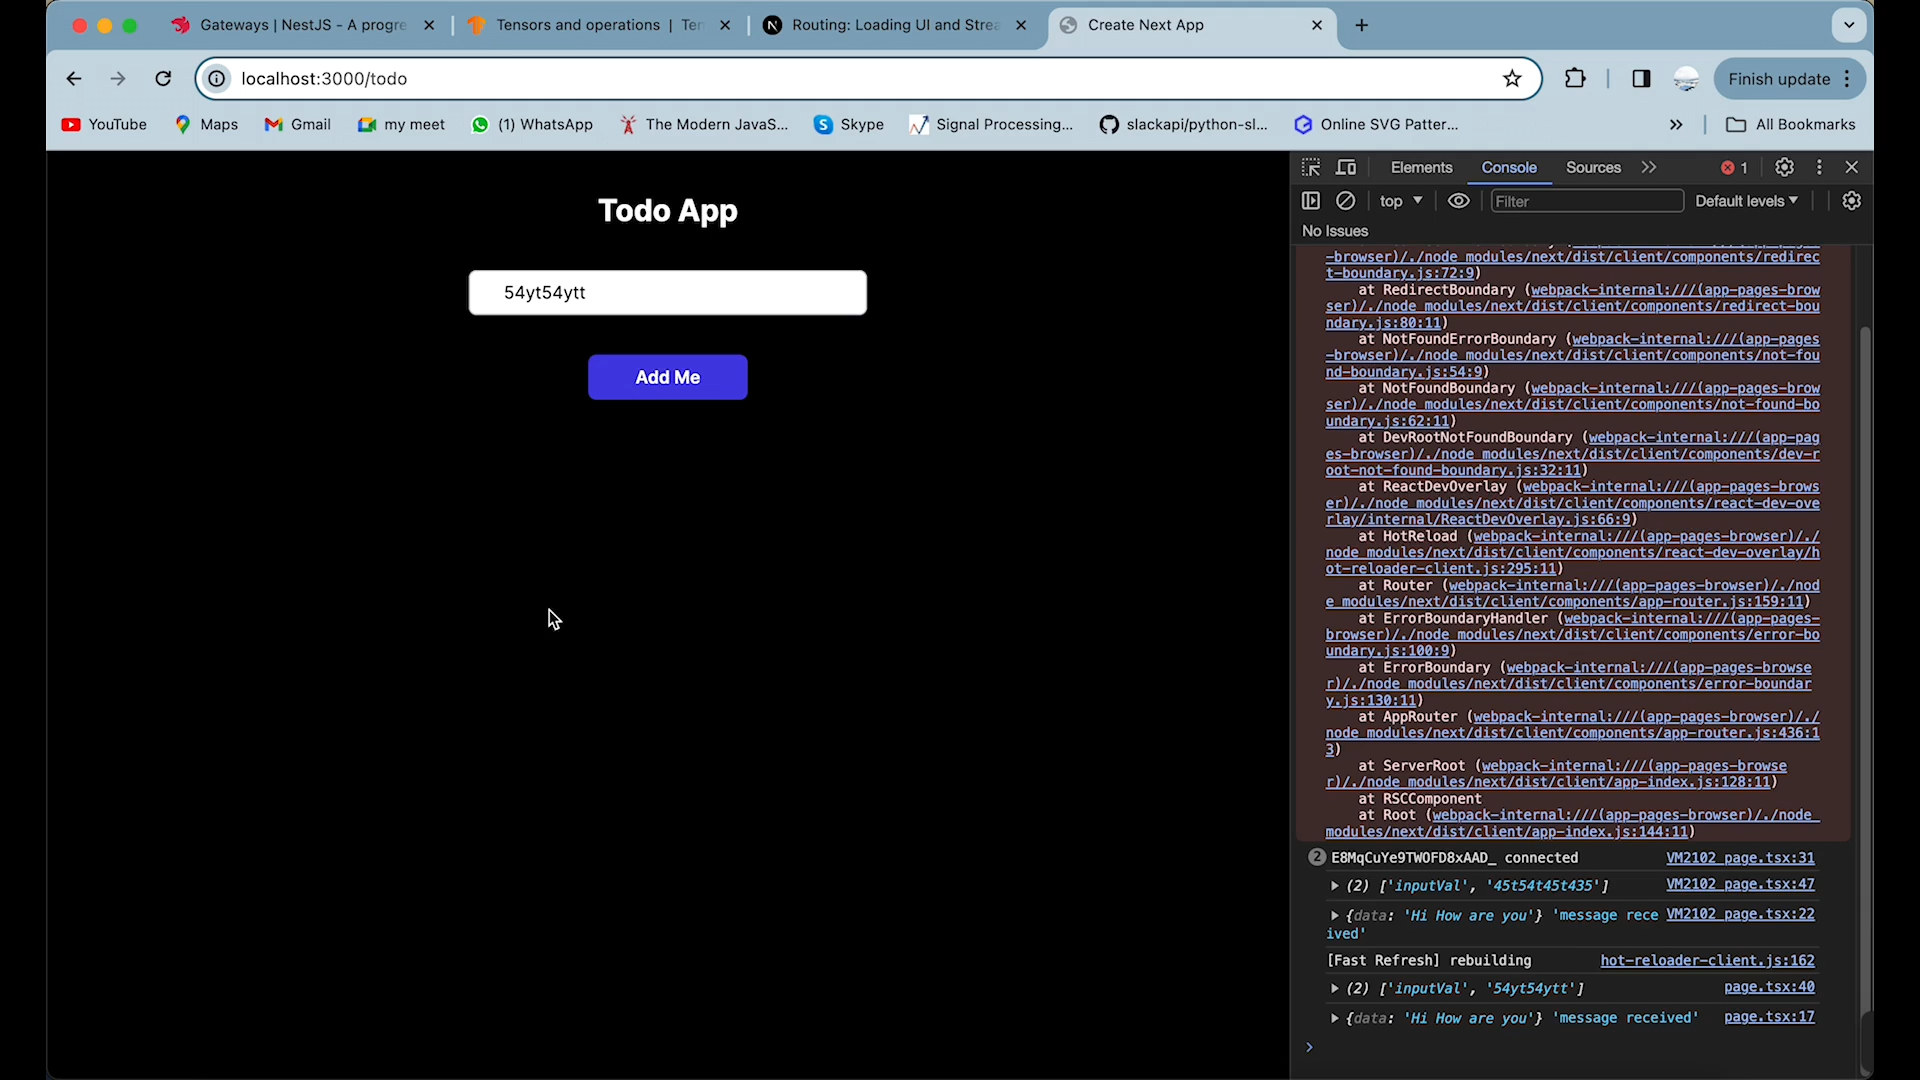 Gateways | NestJS - A progre
Tensors and operations | Ten
Routing: Loading UI and Strea
Create Next App
localhost:3000/todo
Finish update
YouTube
Maps
Gmail
my meet
(1) WhatsApp
The Modern JavaS...
Skype
Signal Processing...
slackapi/python-sl...
Online SVG Patter...
All Bookmarks
Todo App
54yt54ytt
Add Me
Elements Console Sources 1
top Filter Default levels
No Issues
-browser)/./node_modules/next/dist/client/components/redirec
t-boundary.js:72:9)
at RedirectBoundary (webpack-internal:///(app-pages-brow
ser)/./node_modules/next/dist/client/components/redirect-bou
ndary.js:80:11)
at NotFoundErrorBoundary (webpack-internal:///(app-pages
-browser)/./node_modules/next/dist/client/components/not-fou
nd-boundary.js:54:9)
at NotFoundBoundary (webpack-internal:///(app-pages-brow
ser)/./node_modules/next/dist/client/components/not-found-bo
undary.js:62:11)
at DevRootNotFoundBoundary (webpack-internal:///(app-pag
es-browser)/./node_modules/next/dist/client/components/dev-r
oot-not-found-boundary.js:32:11)
at ReactDevOverlay (webpack-internal:///(app-pages-brows
er)/./node_modules/next/dist/client/components/react-dev-ove
rlay/internal/ReactDevOverlay.js:66:9)
at HotReload (webpack-internal:///(app-pages-browser)/./
node_modules/next/dist/client/components/react-dev-overlay/h
ot-reloader-client.js:295:11)
at Router (webpack-internal:///(app-pages-browser)/./nod
e_modules/next/dist/client/components/app-router.js:159:11)
at ErrorBoundaryHandler (webpack-internal:///(app-pages-
browser)/./node_modules/next/dist/client/components/error-bo
undary.js:100:9)
at ErrorBoundary (webpack-internal:///(app-pages-browse
r)/./node_modules/next/dist/client/components/error-boundar
y.js:130:11)
at AppRouter (webpack-internal:///(app-pages-browser)/./
node_modules/next/dist/client/components/app-router.js:436:1
3)
at ServerRoot (webpack-internal:///(app-pages-browse
r)/./node_modules/next/dist/client/app-index.js:128:11)
at RSCComponent
at Root (webpack-internal:///(app-pages-browser)/./node_
modules/next/dist/client/app-index.js:144:11)
2 E8MqCuYe9TWOFD8xAAD_ connected VM2102 page.tsx:31
(2) ['inputVal', '45t54t45t435'] VM2102 page.tsx:47
{data: 'Hi How are you'} 'message rece VM2102 page.tsx:22
ived'
[Fast Refresh] rebuilding hot-reloader-client.js:162
(2) ['inputVal', '54yt54ytt'] page.tsx:40
{data: 'Hi How are you'} 'message received' page.tsx:17